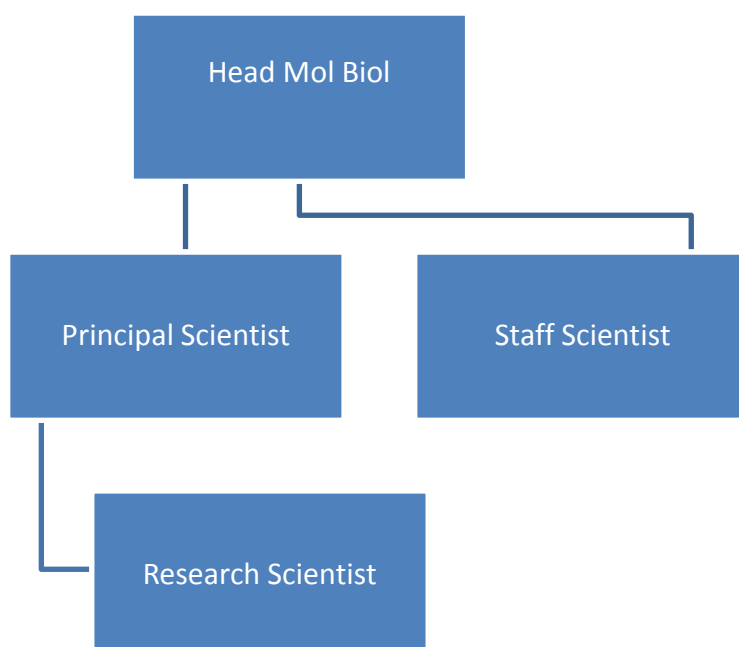 Head Mol Biol
Principal Scientist
Staff Scientist
Research Scientist